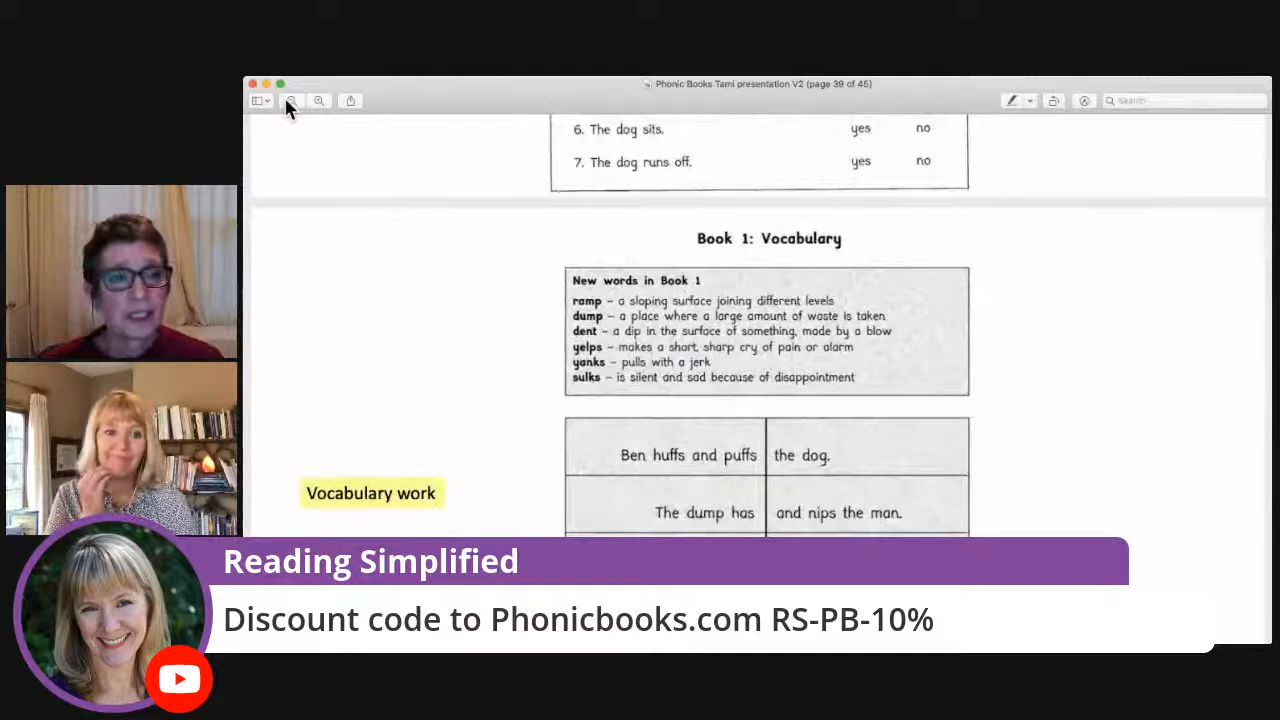 Phonic Books Tami presentation V2 (page 39 of 45)
Search
6. The dog sits. yes no
7. The dog runs off. yes no
Book 1: Vocabulary
New words in Book 1
ramp – a sloping surface joining different levels
dump – a place where a large amount of waste is taken
dent – a dip in the surface of something, made by a blow
yelps – makes a short, sharp cry of pain or alarm
yanks – pulls with a jerk
sulks – is silent and sad because of disappointment
Ben huffs and puffs the dog.
Vocabulary work
The dump has and nips the man.
Reading Simplified
Discount code to Phonicbooks.com RS-PB-10%